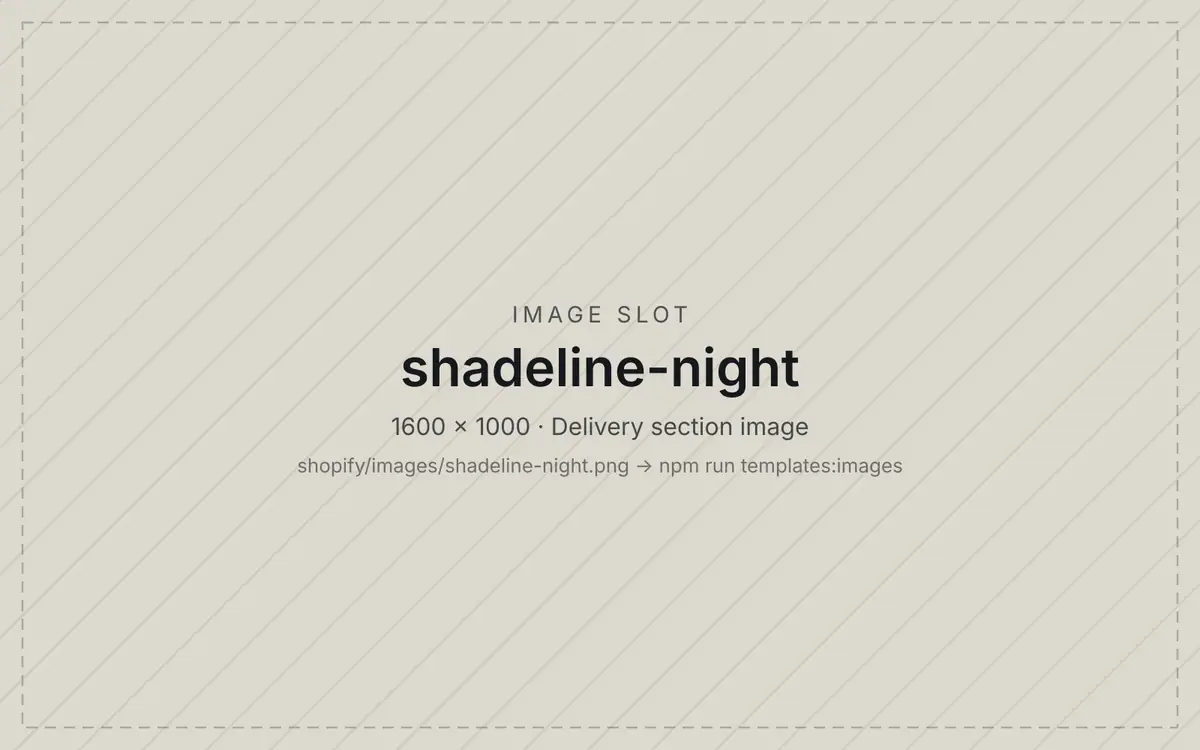 IMAGE SLOT
shadeline-night
1600 × 1000 · Delivery section image
shopify/images/shadeline-night.png → npm run templates:images